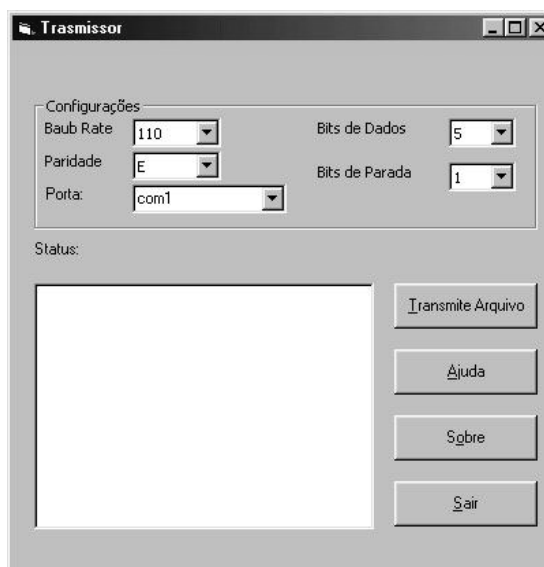 Trasmissor
Configurações
Baub Rate 110 Bits de Dados 5
Paridade E Bits de Parada 1
Porta: com1
Status:
Transmite Arquivo
Ajuda
Sobre
Sair